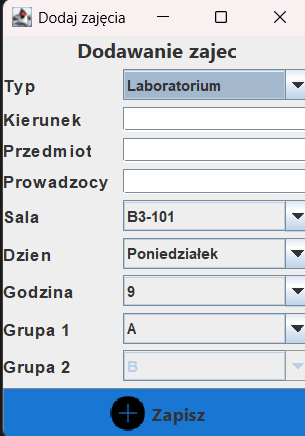 Dodaj zajęcia
Dodawanie zajec
Typ Laboratorium
Kierunek
Przedmiot
Prowadzocy
Sala B3-101
Dzien Poniedziałek
Godzina 9
Grupa 1 A
Grupa 2 B
Zapisz